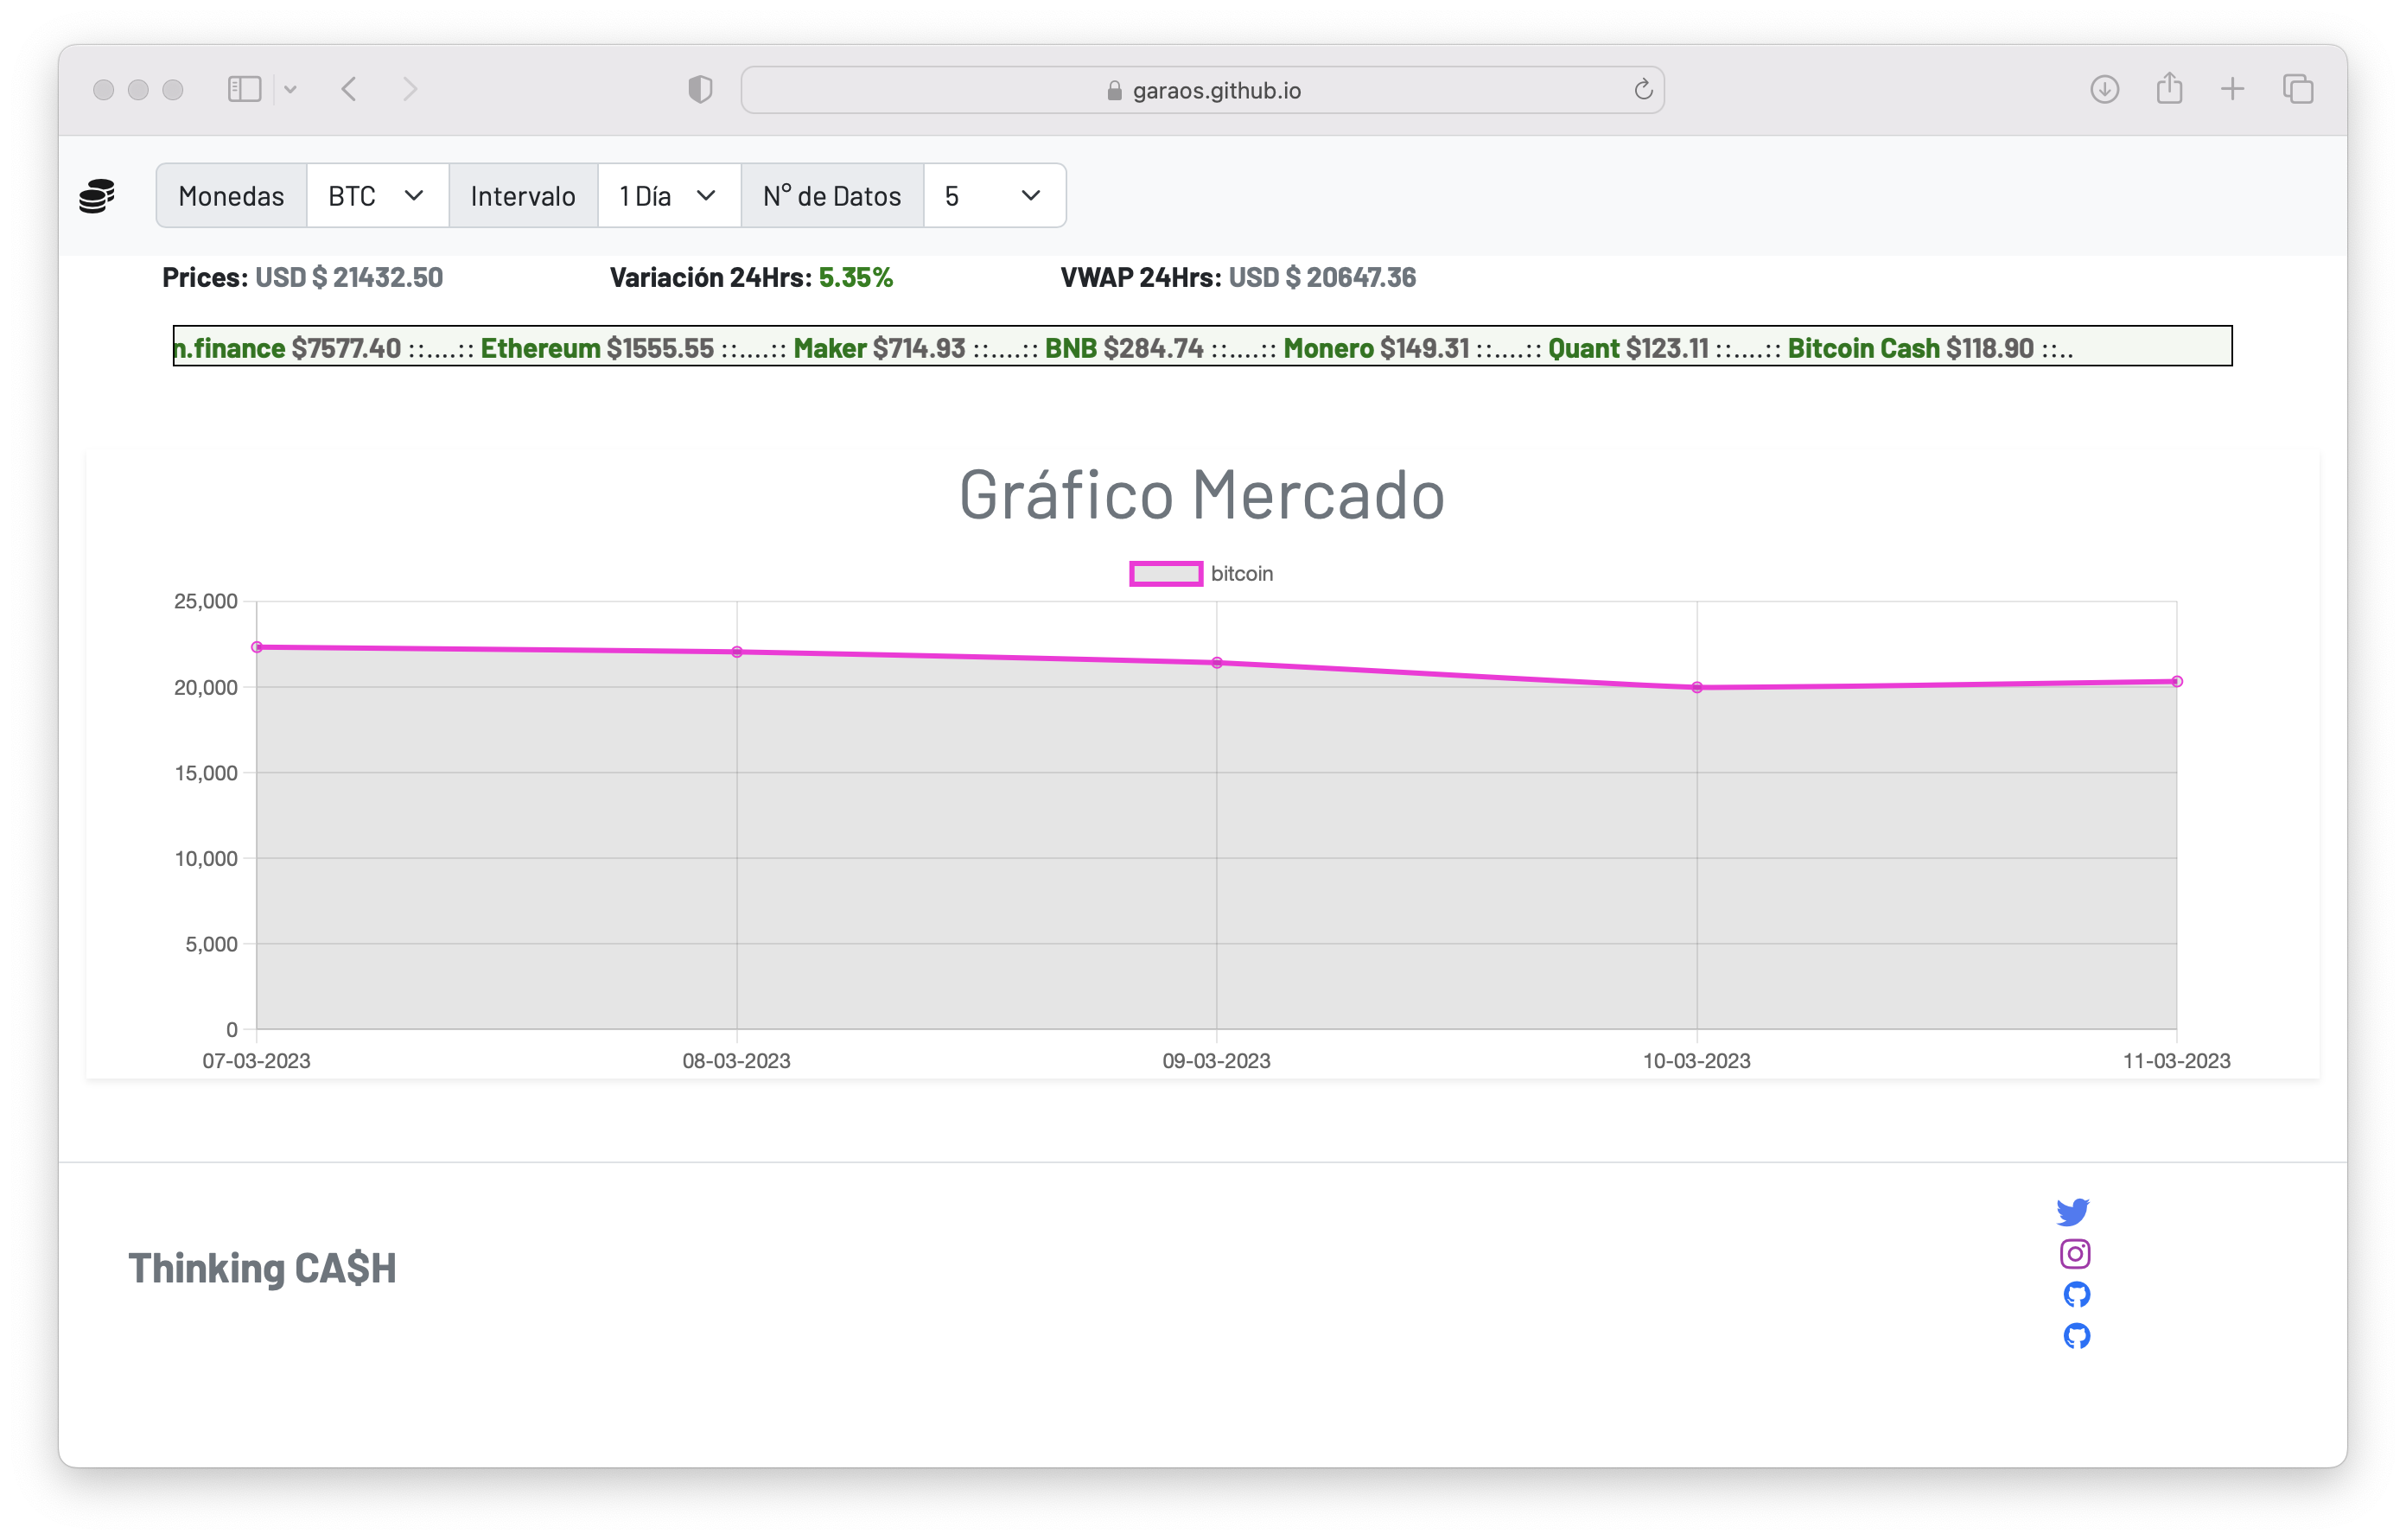 garaos.github.io
Monedas BTC Intervalo 1 Día N° de Datos 5
Prices: USD $ 21432.50 Variación 24Hrs: 5.35% VWAP 24Hrs: USD $ 20647.36
n.finance $7577.40 ::....:: Ethereum $1555.55 ::....:: Maker $714.93 ::....:: BNB $284.74 ::....:: Monero $149.31 ::....:: Quant $123.11 ::....:: Bitcoin Cash $118.90 ::..
Gráfico Mercado
bitcoin
25,000
20,000
15,000
10,000
5,000
0
07-03-2023 08-03-2023 09-03-2023 10-03-2023 11-03-2023
Thinking CA$H